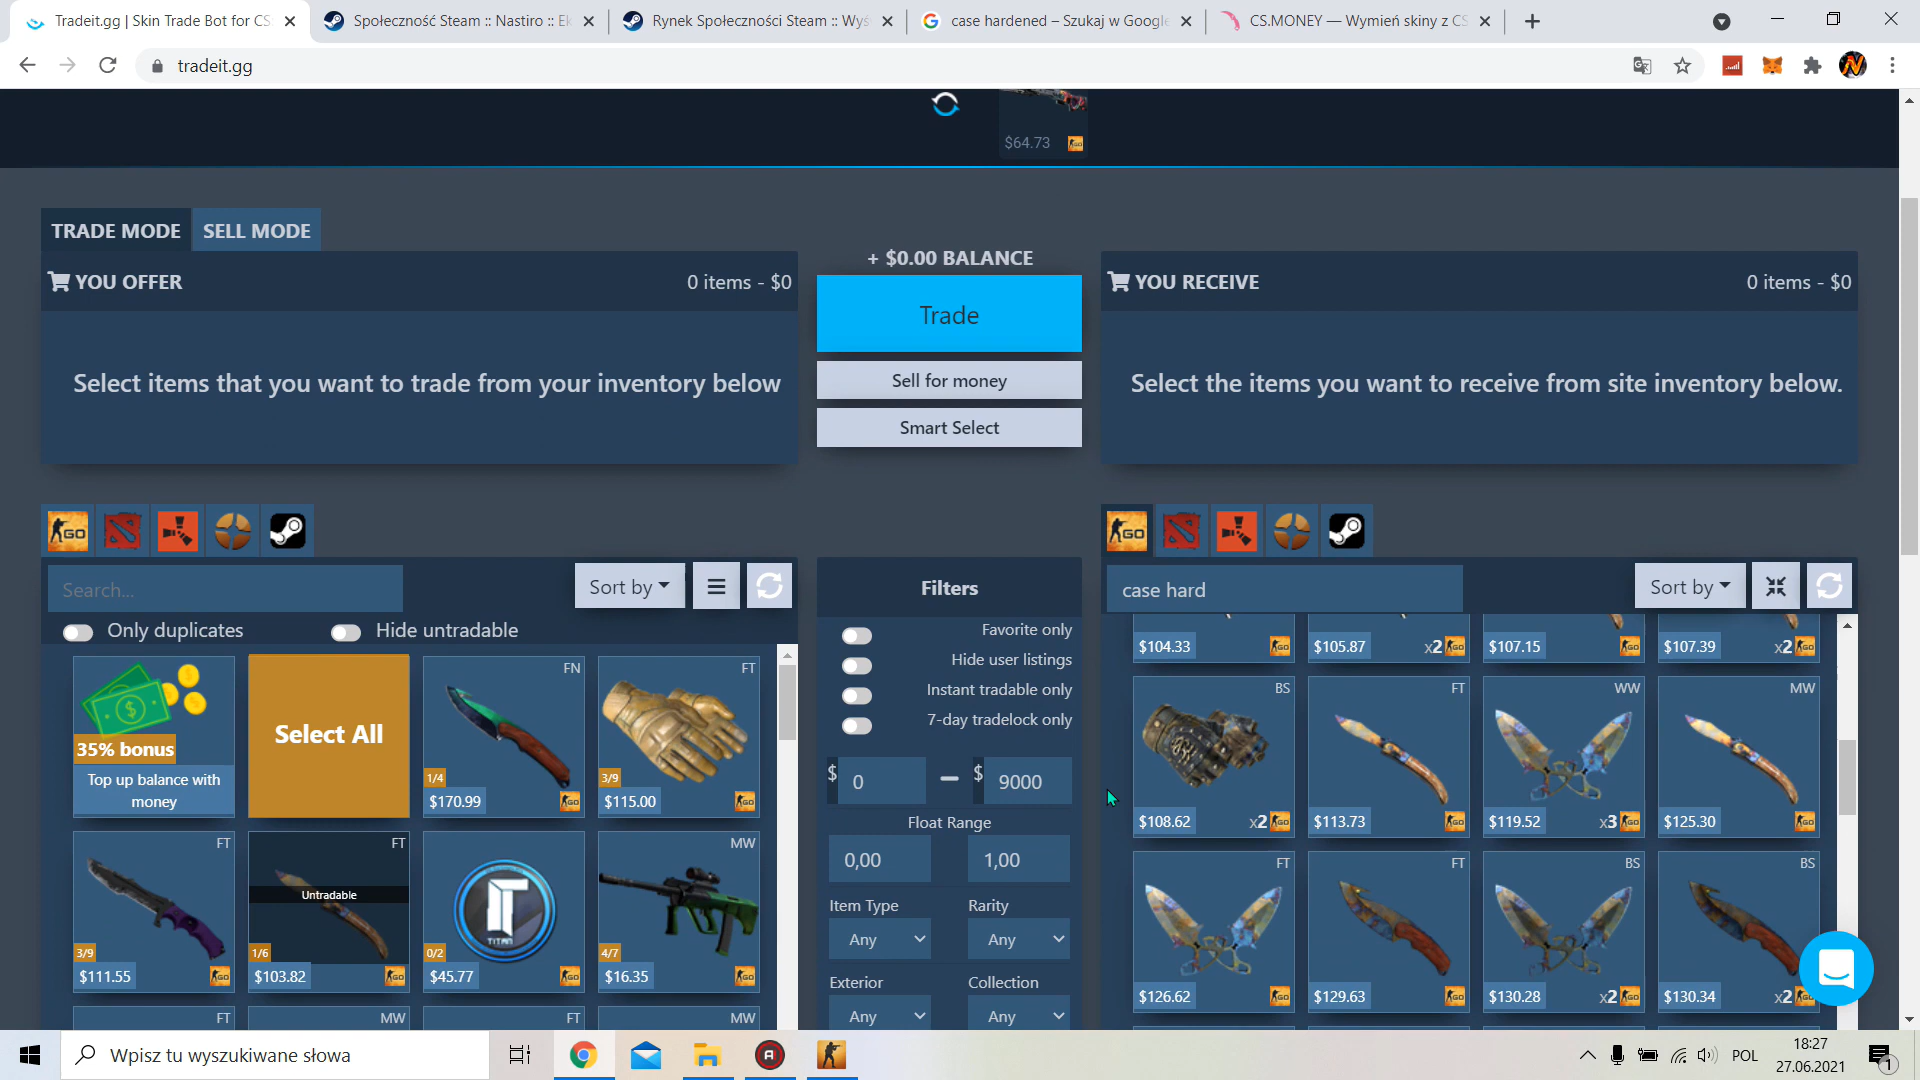 Tradeit.gg | Skin Trade Bot for CS
Społeczność Steam :: Nastiro :: Ek
Rynek Społeczności Steam :: Wys
case hardened – Szukaj w Google
CS.MONEY — Wymień skiny z CS
tradeit.gg
$64.73
TRADE MODE
SELL MODE
+ $0.00 BALANCE
YOU OFFER
0 items - $0
Trade
YOU RECEIVE
0 items - $0
Select items that you want to trade from your inventory below
Sell for money
Select the items you want to receive from site inventory below.
Smart Select
Search...
Sort by
Filters
case hard
Sort by
Only duplicates
Hide untradable
Favorite only
Hide user listings
Instant tradable only
7-day tradelock only
$ 0 – $ 9000
Float Range
0,00
1,00
Item Type
Rarity
Any
Any
Exterior
Collection
Any
Any
35% bonus
Top up balance with
money
Select All
FN
1/4
$170.99
FT
3/9
$115.00
FT
3/9
$111.55
FT
Untradable
1/6
$103.82
TITAN
0/2
$45.77
MW
4/7
$16.35
FT
MW
FT
MW
$104.33
$105.87
x2
$107.15
$107.39
x2
BS
$108.62
x2
FT
$113.73
WW
$119.52
x3
MW
$125.30
FT
$126.62
FT
$129.63
BS
$130.28
x2
BS
$130.34
x2
Wpisz tu wyszukiwane słowa
POL
18:27
27.06.2021
1